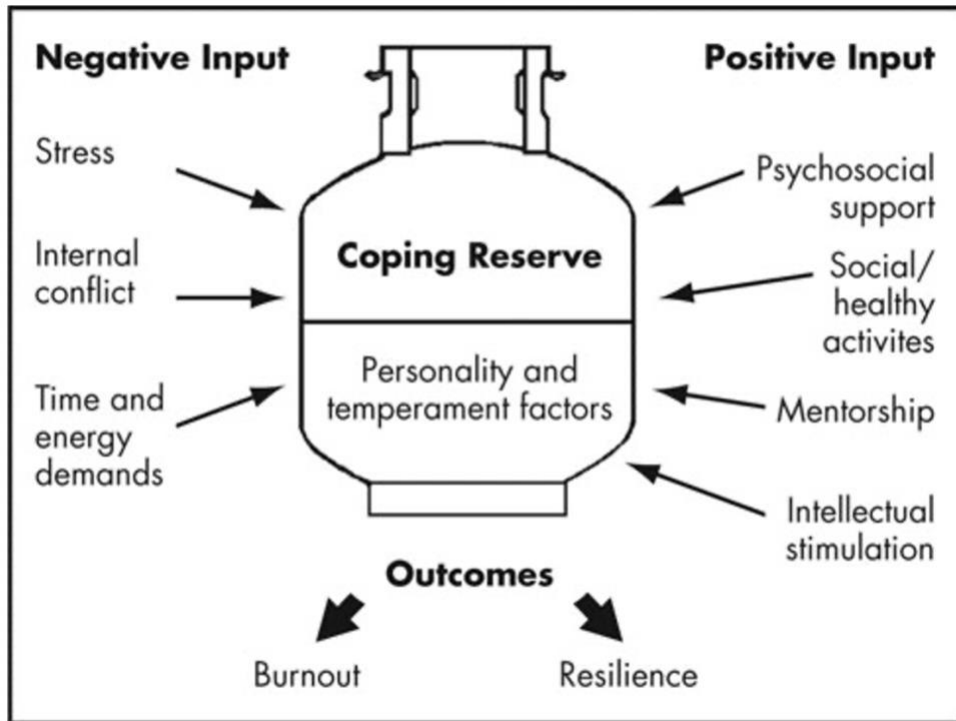 Negative Input
Positive Input
Stress
Internal
conflict
Time and
energy
demands
Coping Reserve
Personality and
temperament factors
Psychosocial
support
Social/
healthy
activites
Mentorship
Intellectual
stimulation
Outcomes
Burnout
Resilience